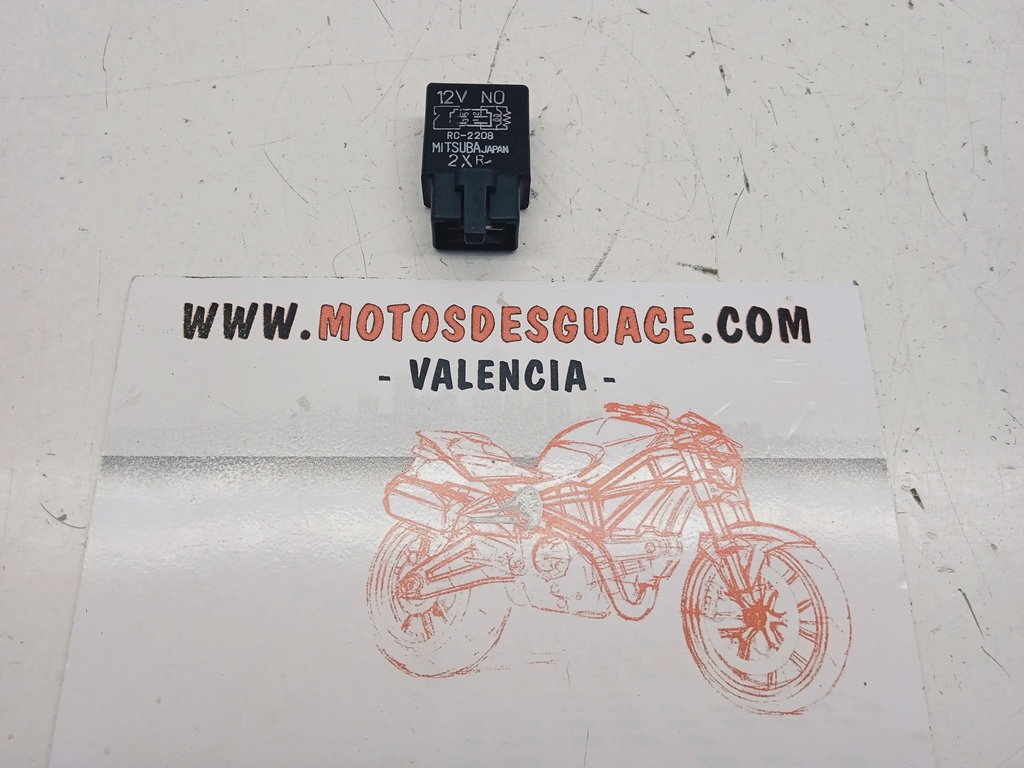 12V NO
RC-2208
MITSUBA JAPAN
2XR
WWW.MOTOSDESGUACE.COM
- VALENCIA -